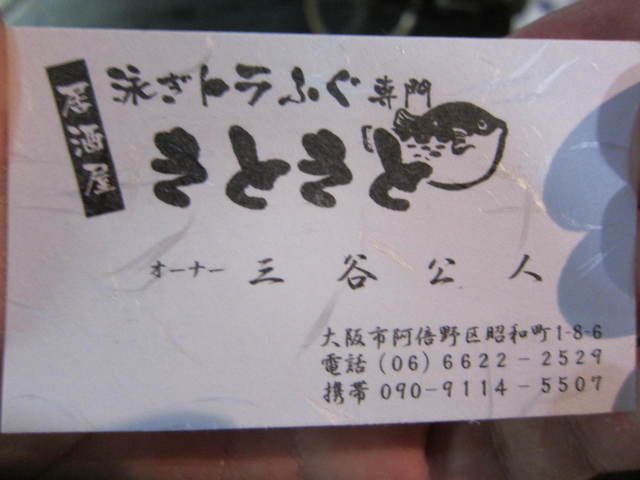 居酒屋
泳ぎトラふぐ専門
さとさと
オーナー 三谷公人
大阪市阿倍野区昭和町1-8-6
電話(06)6622-2529
携帯090-9114-5507